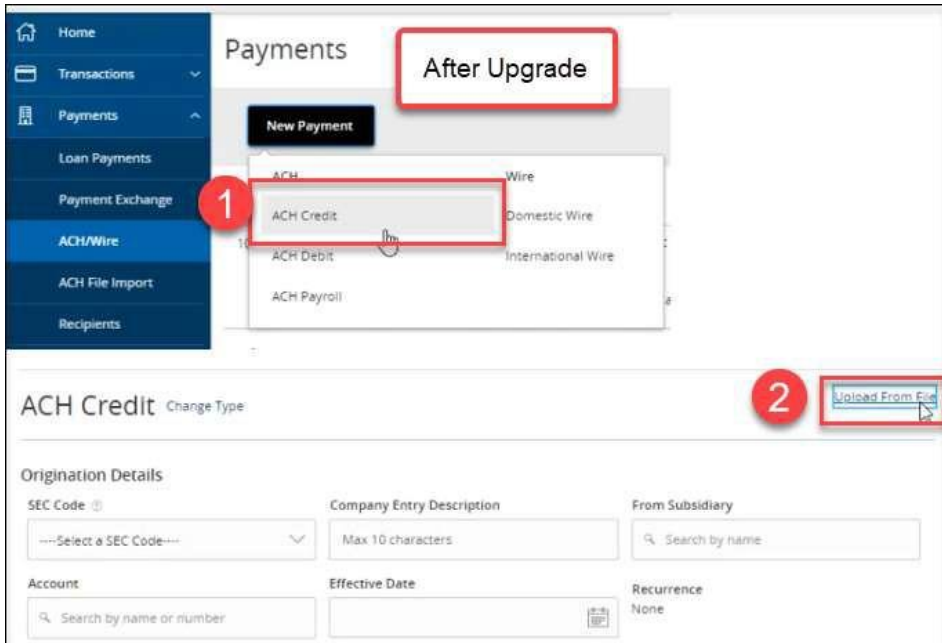 Home
Transactions
Payments
Loan Payments
Payment Exchange
ACH/Wire
ACH File Import
Recipients
Payments
After Upgrade
New Payment
ACH Wire
1
ACH Credit Domestic Wire
10
ACH Debit International Wire
ACH Payroll
ACH Credit Change Type
2
Upload From File
Origination Details
SEC Code Company Entry Description From Subsidiary
----Select a SEC Code---- Max 10 characters Search by name
Account Effective Date Recurrence
Search by name or number None